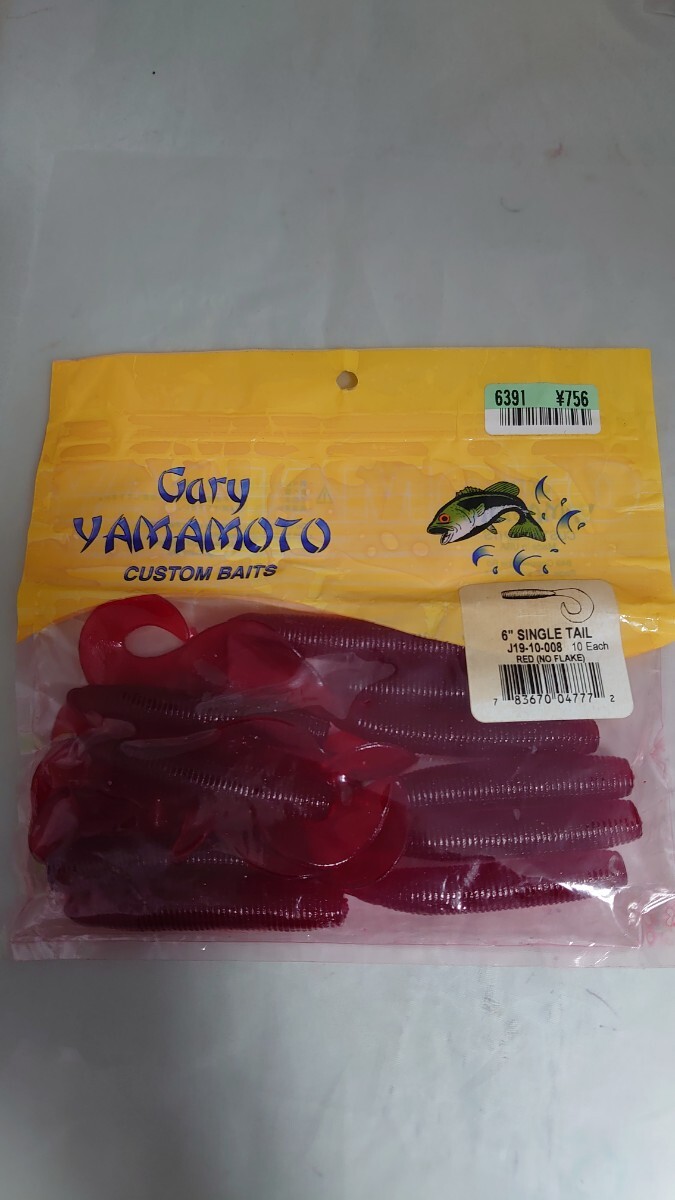 6391 ¥756
Gary
YAMAMOTO
CUSTOM BAITS
6" SINGLE TAIL
J19-10-008 10 Each
RED (NO FLAKE)
7 83670 04777 2